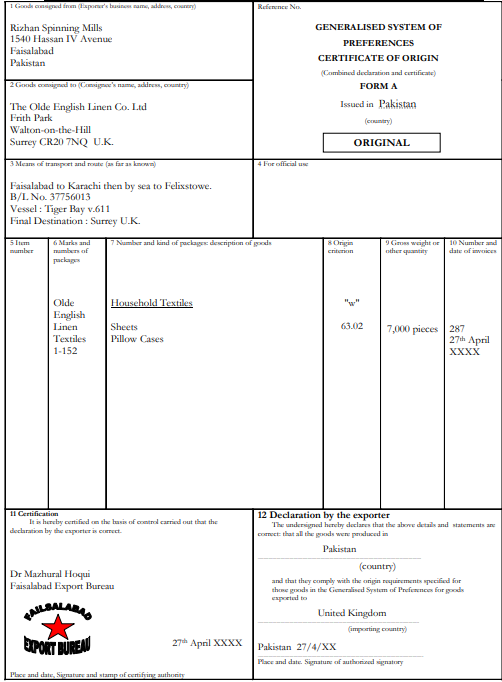 1 Goods consigned from (Exporter's business name, address, country)
Rizhan Spinning Mills
1540 Hassan IV Avenue
Faisalabad
Pakistan
Reference No.
GENERALISED SYSTEM OF
PREFERENCES
CERTIFICATE OF ORIGIN
(Combined declaration and certificate)
FORM A
Issued in Pakistan
(country)
ORIGINAL
2 Goods consigned to (Consignee's name, address, country)
The Olde English Linen Co. Ltd
Frith Park
Walton-on-the-Hill
Surrey CR20 7NQ U.K.
3 Means of transport and route (as far as known)
Faisalabad to Karachi then by sea to Felixstowe.
B/L No. 37756013
Vessel : Tiger Bay v.611
Final Destination : Surrey U.K.
4 For official use
5 Item
number
6 Marks and
numbers of
packages
7 Number and kind of packages: description of goods
8 Origin
criterion
9 Gross weight or
other quantity
10 Number and
date of invoices
Olde
English
Linen
Textiles
1-152
Household Textiles
Sheets
Pillow Cases
"w"
63.02
7,000 pieces
287
27th April
XXXX
11 Certification
It is hereby certified on the basis of control carried out that the
declaration by the exporter is correct.
Dr Mazhural Hoqui
Faisalabad Export Bureau
FAILSALABAD
EXPORT BUREAU
27th April XXXX
Place and date, Signature and stamp of certifying authority
12 Declaration by the exporter
The undersigned hereby declares that the above details and statements are
correct: that all the goods were produced in
Pakistan
(country)
and that they comply with the origin requirements specified for
those goods in the Generalised System of Preferences for goods
exported to
United Kingdom
(importing country)
Pakistan 27/4/XX
Place and date. Signature of authorized signatory